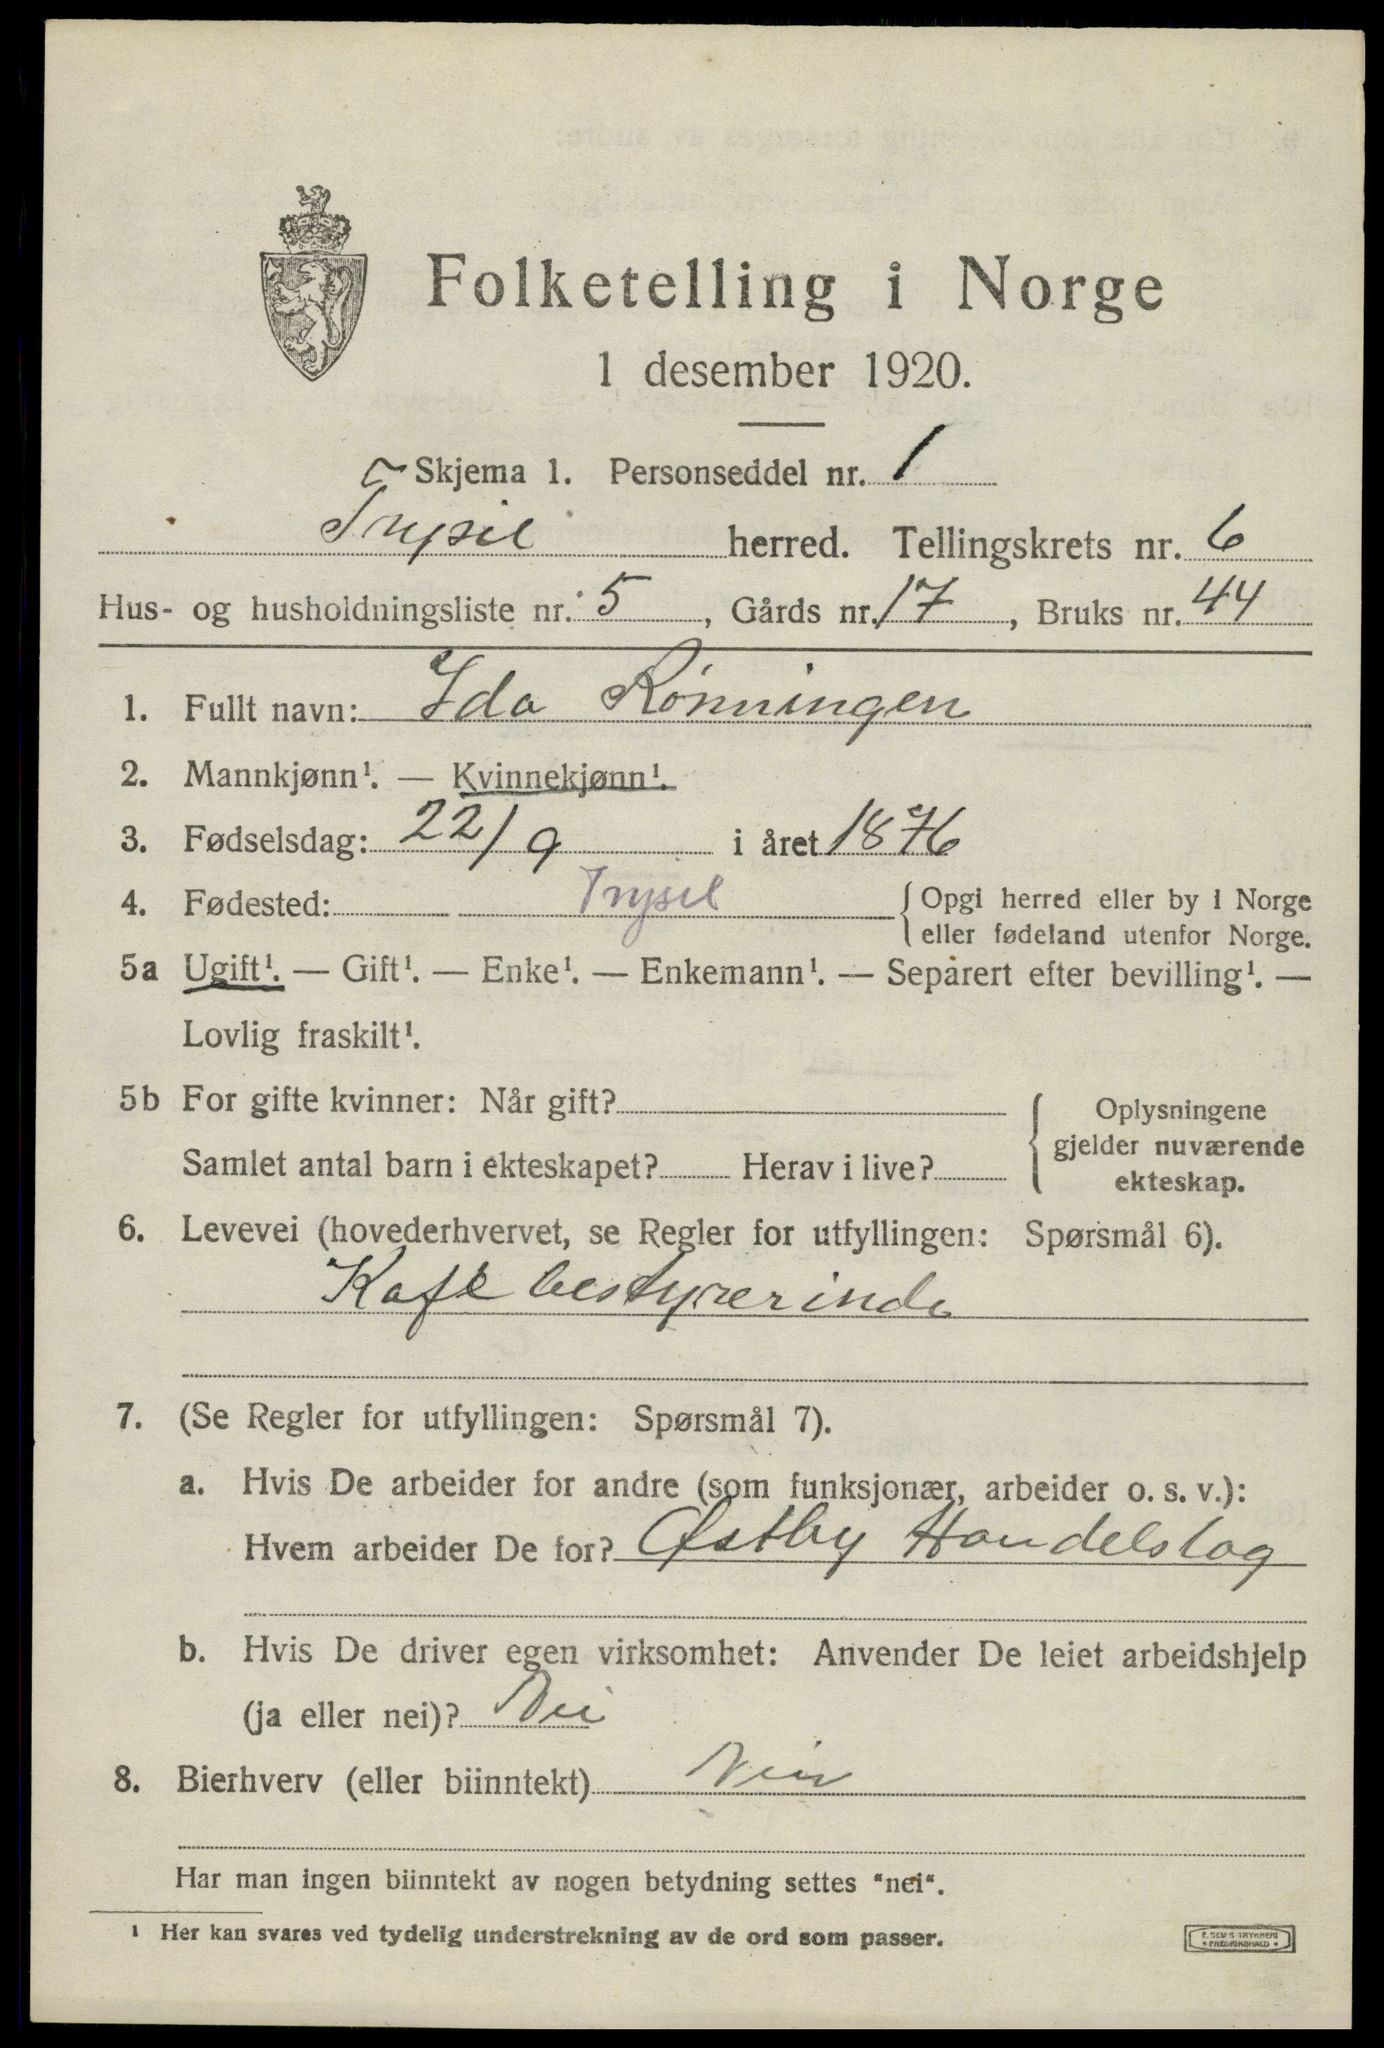 Folketelling i Norge
1 desember 1920.
Skjema 1. Personseddel nr. 1
Trysil herred. Tellingskrets nr. 6
Hus- og husholdningsliste nr. 5, Gårds nr. 17, Bruks nr. 44
1. Fullt navn: Ida Rønningen
2. Mannkjønn¹. — Kvinnekjønn¹.
3. Fødselsdag: 22/9 i året 1876
4. Fødested: Trysil { Opgi herred eller by i Norge
eller fødeland utenfor Norge.
5a Ugift¹. — Gift¹. — Enke¹. — Enkemann¹. — Separert efter bevilling¹. —
Lovlig fraskilt¹.
5b For gifte kvinner: Når gift? { Oplysningene
gjelder nuværende
Samlet antal barn i ekteskapet? Herav i live? ekteskap.
6. Levevei (hovederhvervet, se Regler for utfyllingen: Spørsmål 6).
Kafe bestyrerinde
7. (Se Regler for utfyllingen: Spørsmål 7).
a. Hvis De arbeider for andre (som funksjonær, arbeider o. s. v.):
Hvem arbeider De for? Østby Handelslag
b. Hvis De driver egen virksomhet: Anvender De leiet arbeidshjelp
(ja eller nei)? Nei
8. Bierhverv (eller biinntekt) Nei
Har man ingen biinntekt av nogen betydning settes "nei".
¹ Her kan svares ved tydelig understrekning av de ord som passer.
E. SEM'S TRYKKERI
FREDRIKSHALD